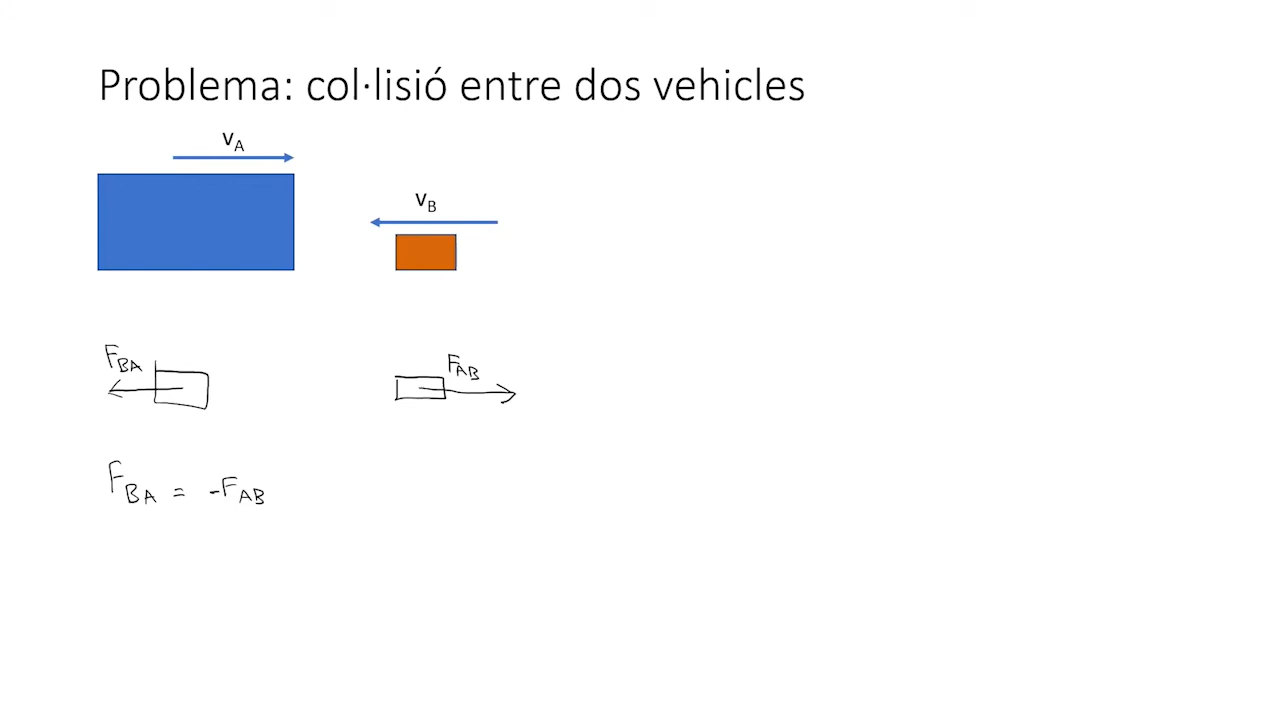 Problema: col·lisió entre dos vehicles
vA
vB
FBA
FAB
FBA = -FAB